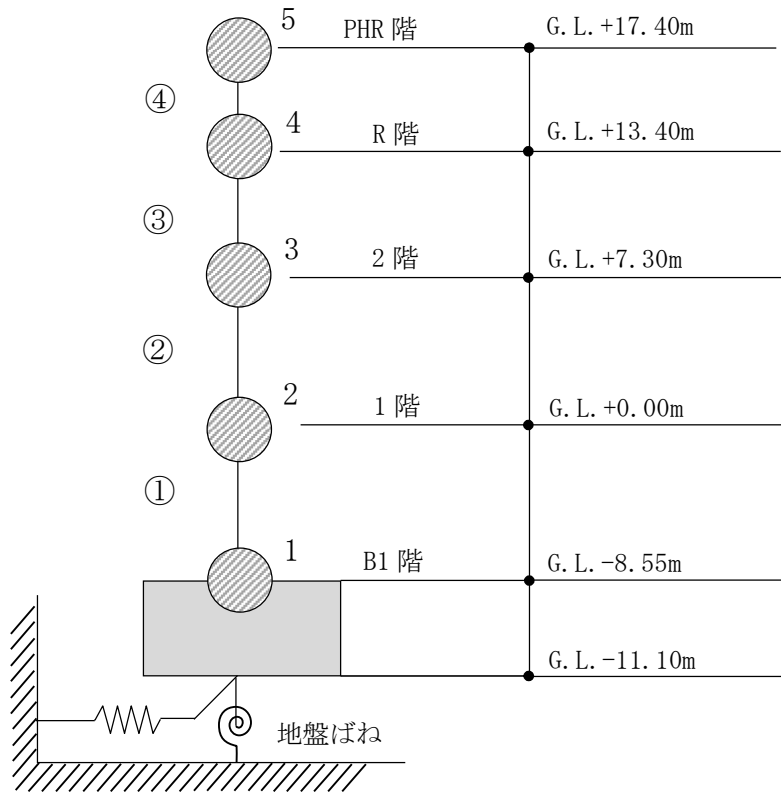 5 PHR 階 G.L.+17.40m
④
4 R 階 G.L.+13.40m
③
3 2 階 G.L.+7.30m
②
2 1 階 G.L.+0.00m
①
1 B1 階 G.L.-8.55m
G.L.-11.10m
地盤ばね